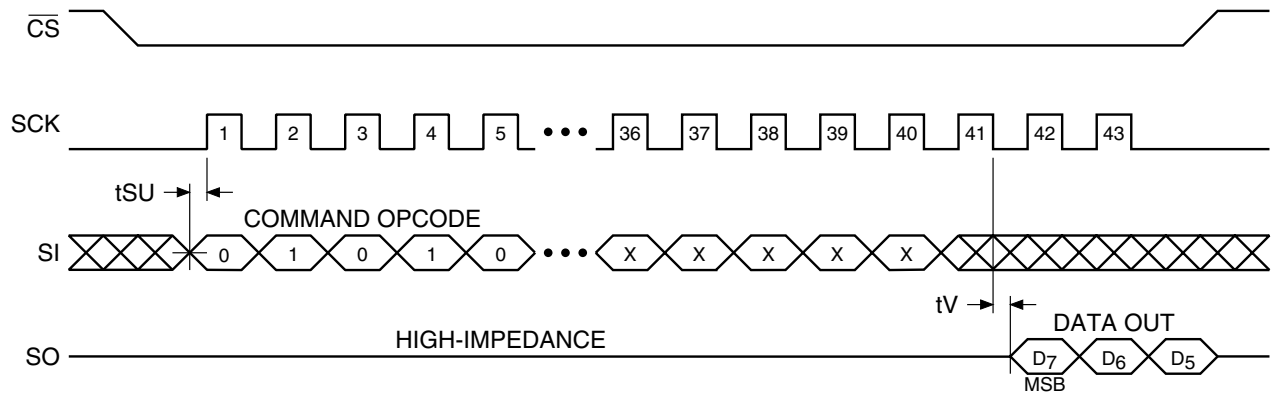 CS
SCK 1 2 3 4 5 ••• 36 37 38 39 40 41 42 43
tSU
COMMAND OPCODE
SI 0 1 0 1 0 ••• X X X X X
tV
HIGH-IMPEDANCE
DATA OUT
SO D7 D6 D5
MSB